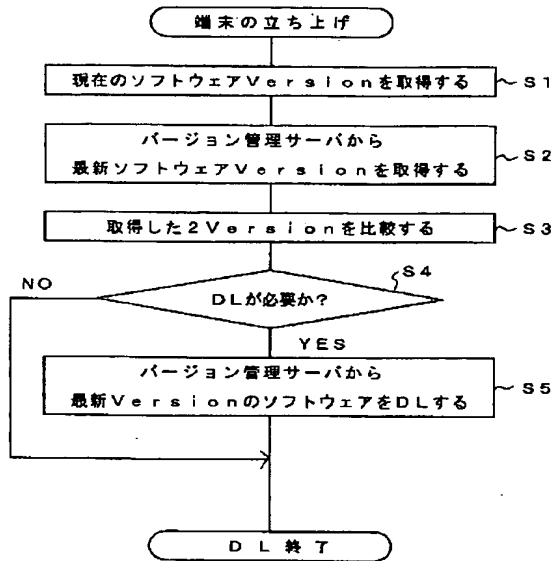 端末の立ち上げ
現在のソフトウェアVersionを取得する
S1
バージョン管理サーバから
最新ソフトウェアVersionを取得する
S2
取得した2Versionを比較する
S3
S4
NO
DLが必要か?
YES
バージョン管理サーバから
最新VersionのソフトウェアをDLする
S5
DL終了